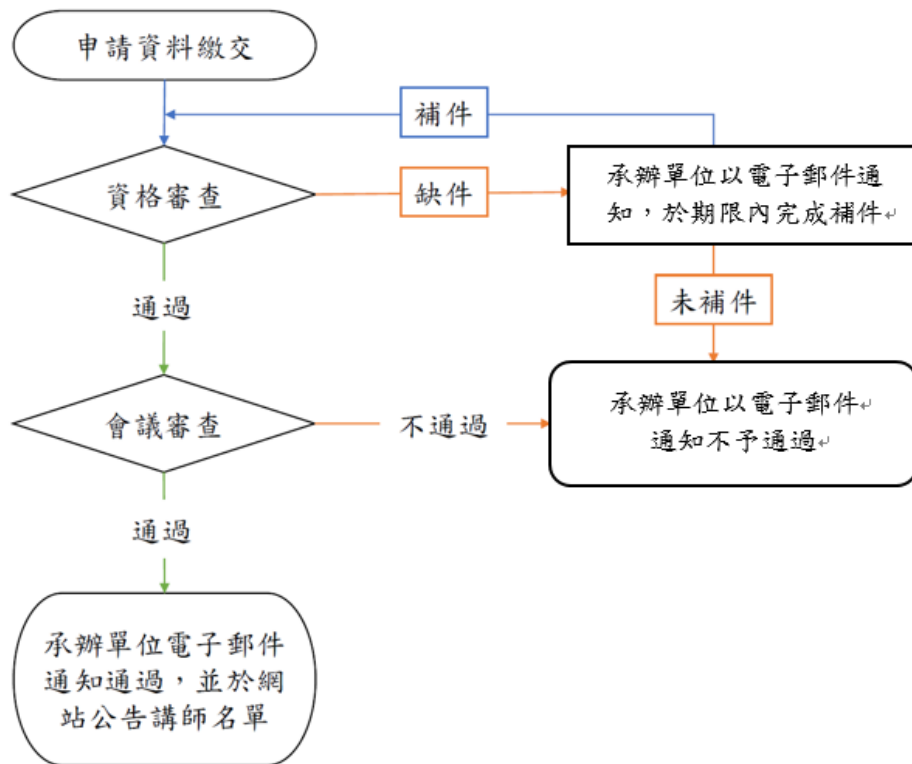 申請資料繳交
補件
資格審查
缺件
承辦單位以電子郵件通
知，於期限內完成補件
通過
未補件
會議審查
不通過
承辦單位以電子郵件
通知不予通過
通過
承辦單位電子郵件
通知通過，並於網
站公告講師名單